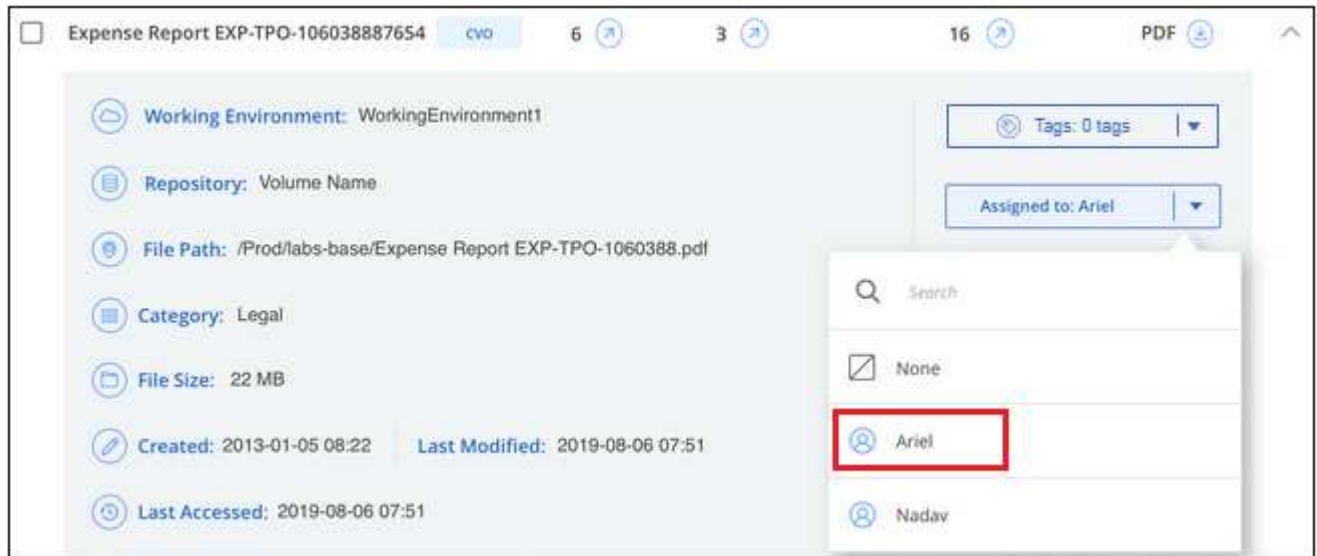 Expense Report EXP-TPO-106038887654 CVO 6 3 16 PDF
Working Environment: WorkingEnvironment1
Tags: 0 tags
Repository: Volume Name
Assigned to: Ariel
File Path: /Prod/labs-base/Expense Report EXP-TPO-1060388.pdf
Search
Category: Legal
None
File Size: 22 MB
Ariel
Created: 2013-01-05 08:22 Last Modified: 2019-08-06 07:51
Last Accessed: 2019-08-06 07:51
Nadav